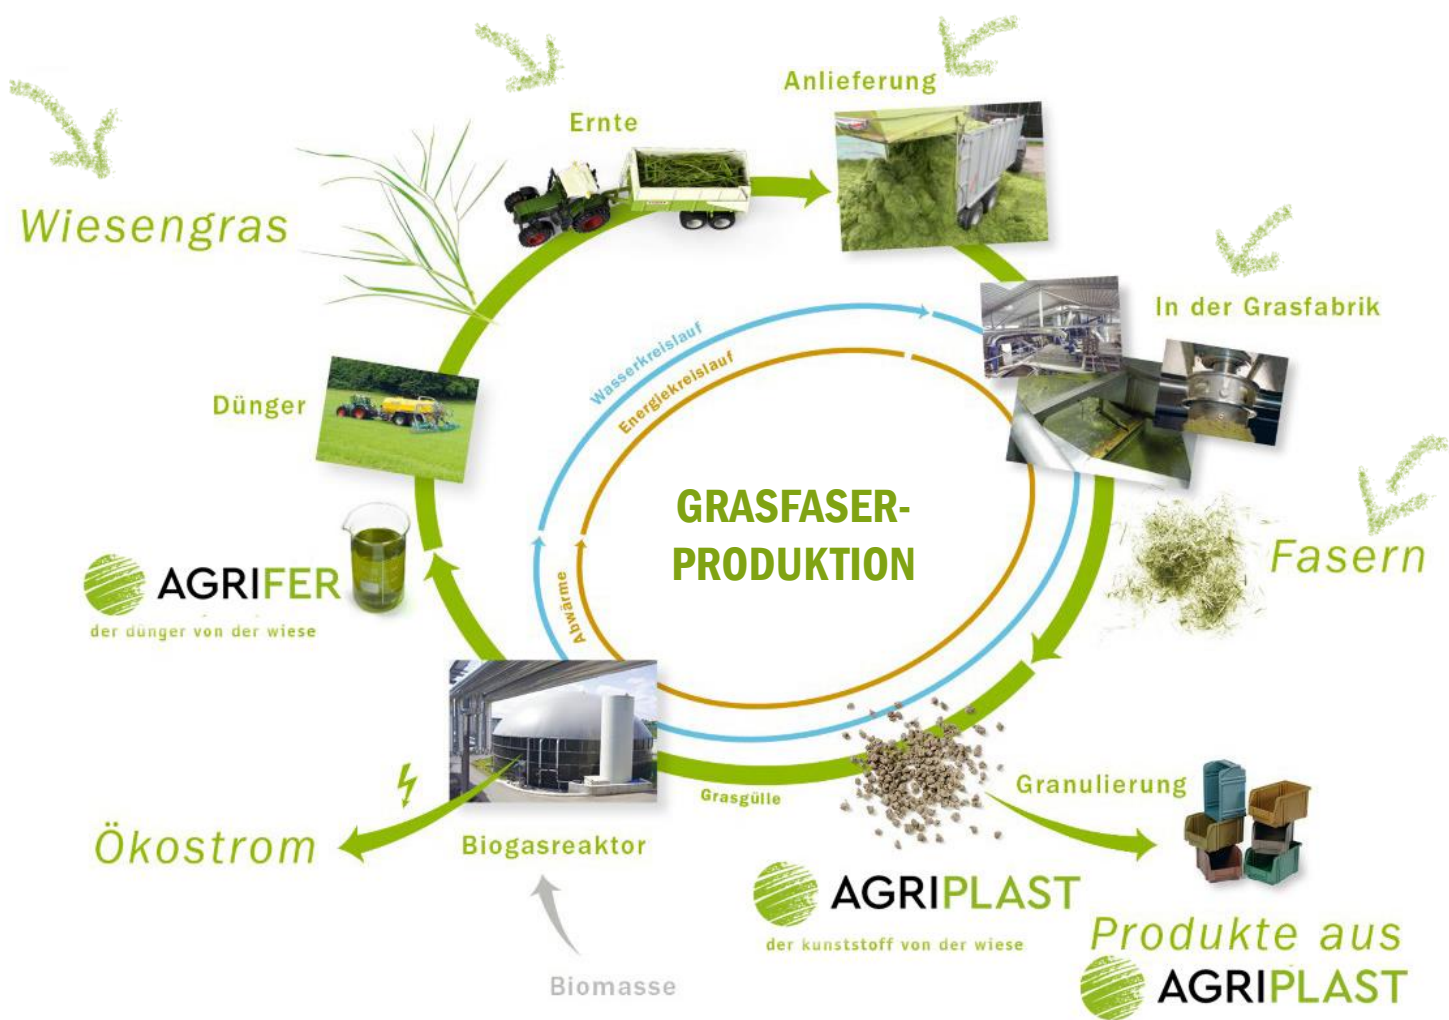 Anlieferung
Ernte
Wiesengras
In der Grasfabrik
Wasserkreislauf
Energiekreislauf
Dünger
GRASFASER-
PRODUKTION
Fasern
AGRIFER
der dünger von der wiese
Abwärme
Granulierung
Grasgülle
Ökostrom
Biogasreaktor
AGRIPLAST
der kunststoff von der wiese
Produkte aus
AGRIPLAST
Biomasse